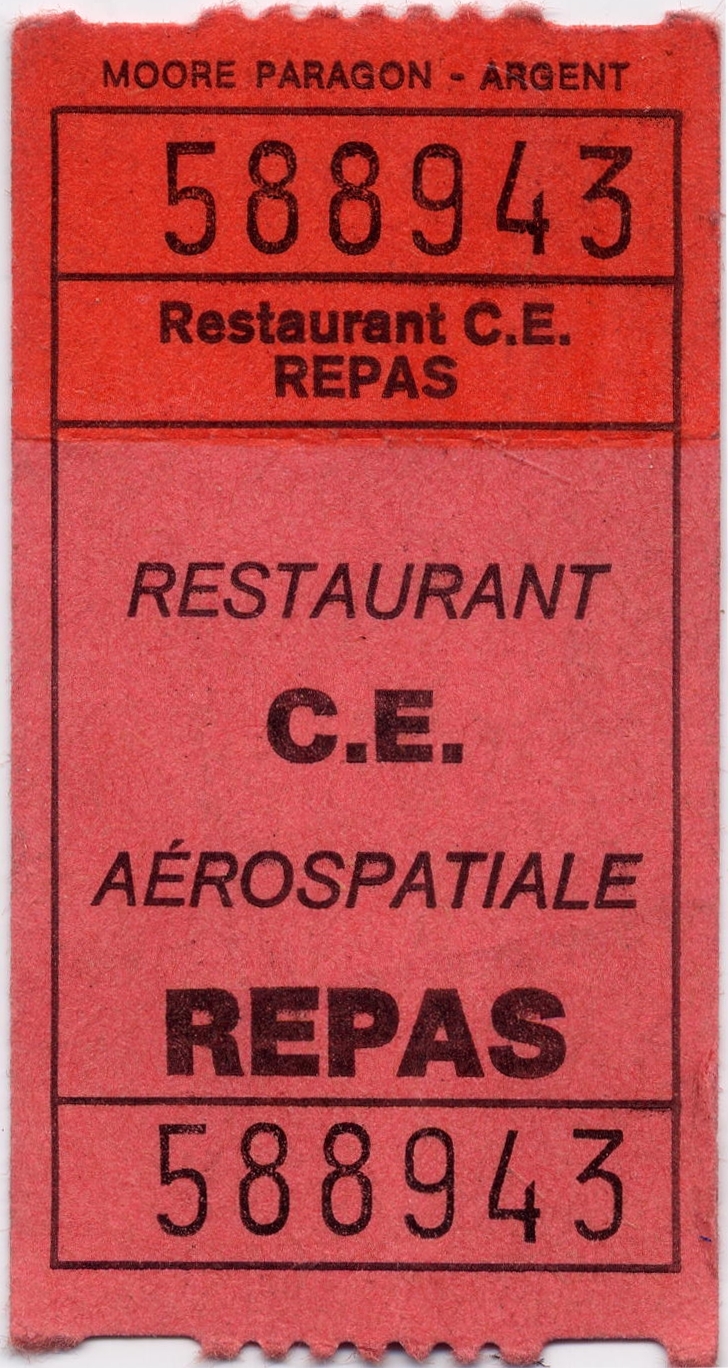 MOORE PARAGON - ARGENT
588943
Restaurant C.E.
REPAS
RESTAURANT
C.E.
AÉROSPATIALE
REPAS
588943